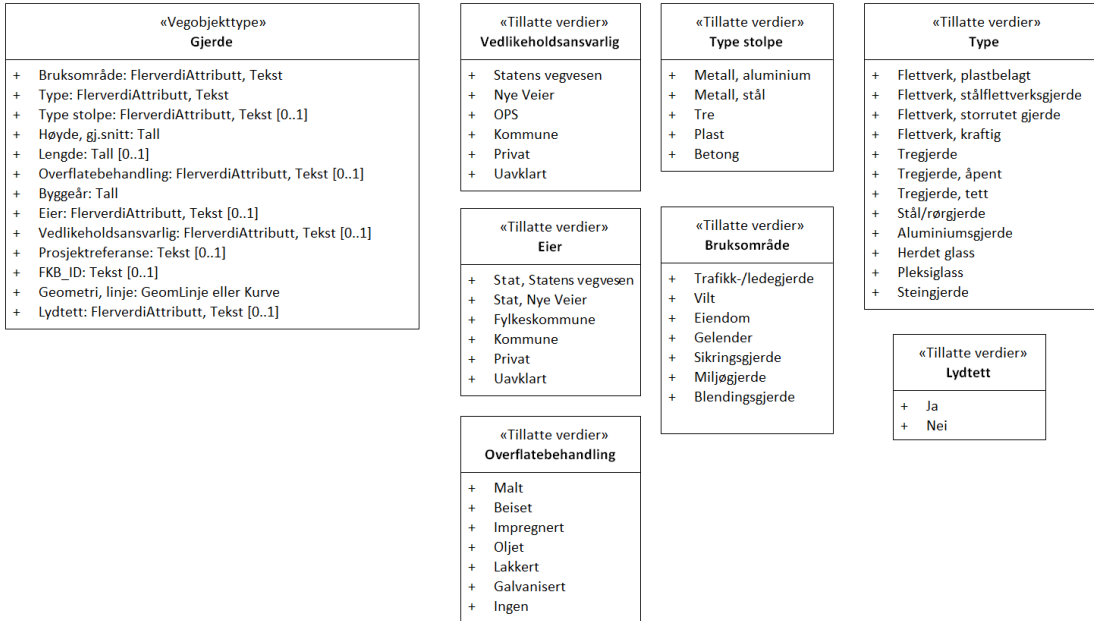 «Vegobjekttype»
Gjerde
+ Bruksområde: FlerverdiAttributt, Tekst
+ Type: FlerverdiAttributt, Tekst
+ Type stolpe: FlerverdiAttributt, Tekst [0..1]
+ Høyde, gj.snitt: Tall
+ Lengde: Tall [0..1]
+ Overflatebehandling: FlerverdiAttributt, Tekst [0..1]
+ Byggeår: Tall
+ Eier: FlerverdiAttributt, Tekst [0..1]
+ Vedlikeholdsansvarlig: FlerverdiAttributt, Tekst [0..1]
+ Prosjektreferanse: Tekst [0..1]
+ FKB_ID: Tekst [0..1]
+ Geometri, linje: GeomLinje eller Kurve
+ Lydtett: FlerverdiAttributt, Tekst [0..1]
«Tillatte verdier»
Vedlikeholdsansvarlig
+ Statens vegvesen
+ Nye Veier
+ OPS
+ Kommune
+ Privat
+ Uavklart
«Tillatte verdier»
Type stolpe
+ Metall, aluminium
+ Metall, stål
+ Tre
+ Plast
+ Betong
«Tillatte verdier»
Type
+ Flettverk, plastbelagt
+ Flettverk, stålflettverksgjerde
+ Flettverk, storrutet gjerde
+ Flettverk, kraftig
+ Tregjerde
+ Tregjerde, åpent
+ Tregjerde, tett
+ Stål/rørgjerde
+ Aluminiumsgjerde
+ Herdet glass
+ Pleksiglass
+ Steingjerde
«Tillatte verdier»
Eier
+ Stat, Statens vegvesen
+ Stat, Nye Veier
+ Fylkeskommune
+ Kommune
+ Privat
+ Uavklart
«Tillatte verdier»
Bruksområde
+ Trafikk-/ledegjerde
+ Vilt
+ Eiendom
+ Gelender
+ Sikringsgjerde
+ Miljøgjerde
+ Blendingsgjerde
«Tillatte verdier»
Lydtett
+ Ja
+ Nei
«Tillatte verdier»
Overflatebehandling
+ Malt
+ Beiset
+ Impregnert
+ Oljet
+ Lakkert
+ Galvanisert
+ Ingen